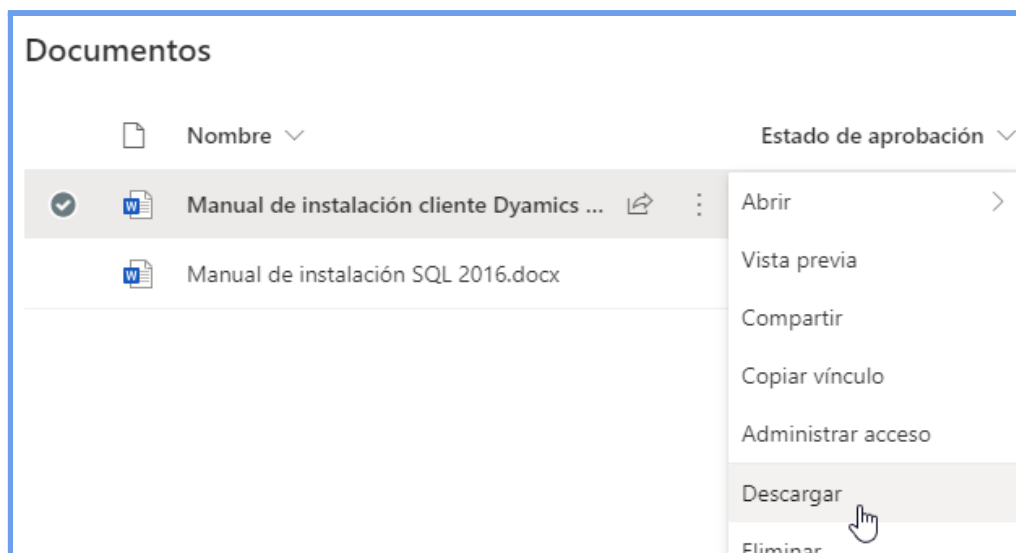 Documentos
Nombre Estado de aprobación
Manual de instalación cliente Dyamics ...
Manual de instalación SQL 2016.docx
Abrir
Vista previa
Compartir
Copiar vínculo
Administrar acceso
Descargar
Eliminar